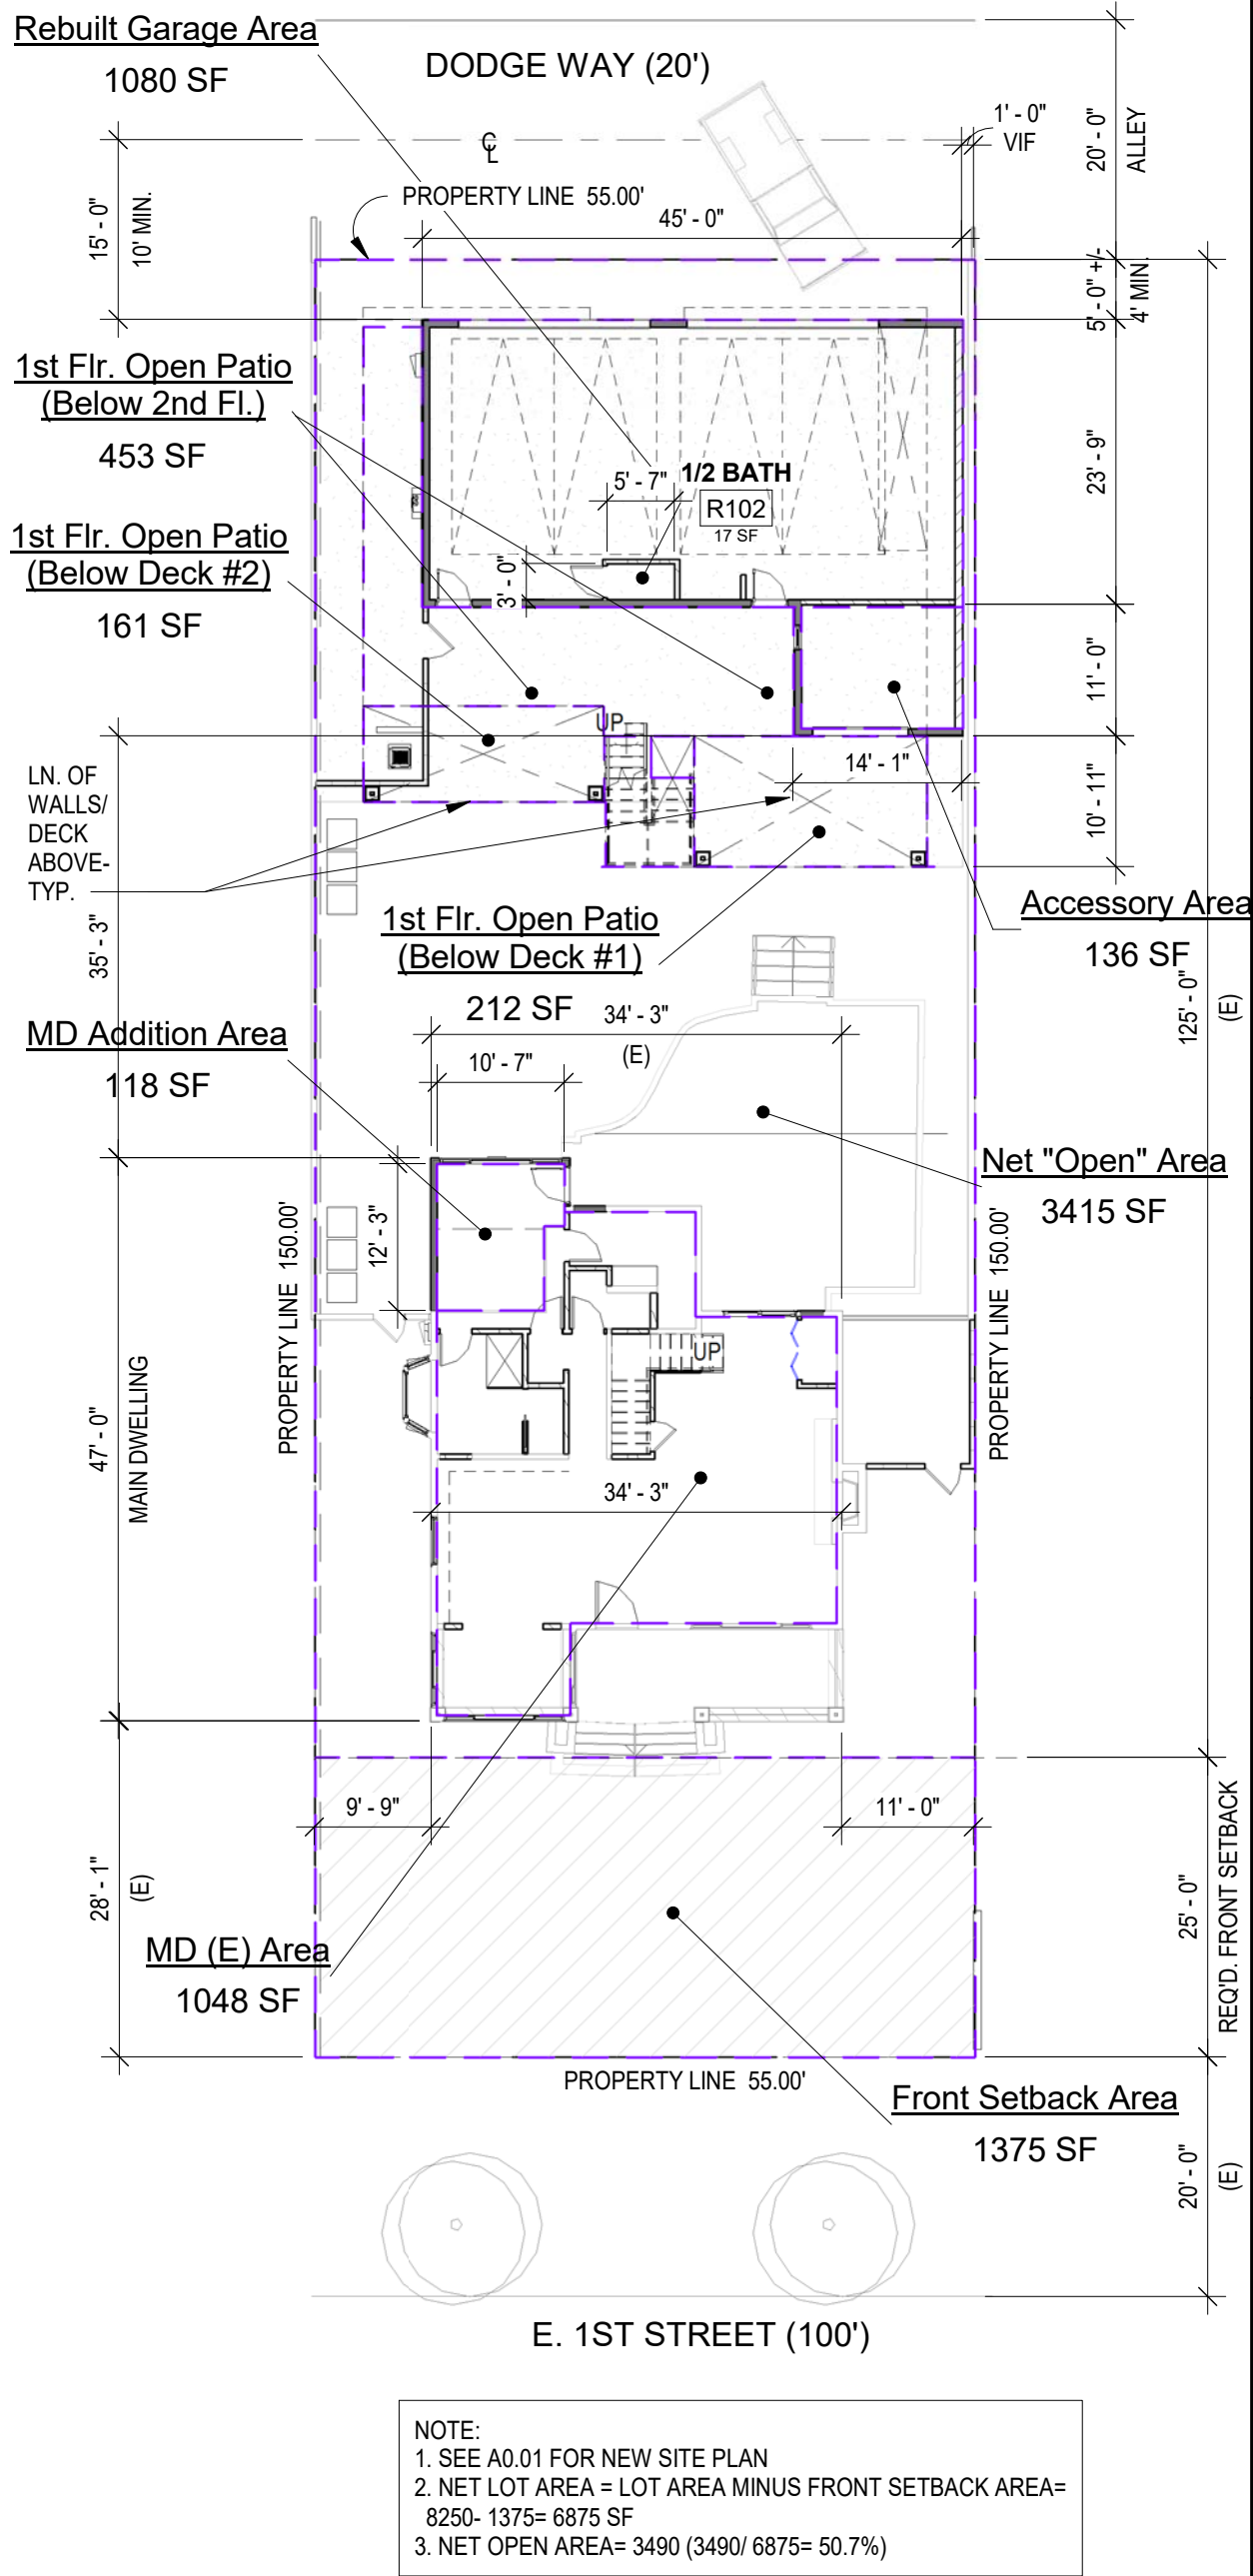 Rebuilt Garage Area
1080 SF
DODGE WAY (20')
1' - 0"
VIF
20' - 0"
ALLEY
CL
PROPERTY LINE 55.00'
15' - 0"
10' MIN.
45' - 0"
5' - 0" +/-
4' MIN.
1st Flr. Open Patio
(Below 2nd Fl.)
453 SF
23' - 9"
5' - 7"
1/2 BATH
R102
17 SF
3' - 0"
1st Flr. Open Patio
(Below Deck #2)
161 SF
11' - 0"
UP
14' - 1"
10' - 11"
LN. OF
WALLS/
DECK
ABOVE-
TYP.
35' - 3"
1st Flr. Open Patio
(Below Deck #1)
212 SF
Accessory Area
136 SF
125' - 0"
(E)
34' - 3"
(E)
MD Addition Area
118 SF
10' - 7"
Net "Open" Area
3415 SF
12' - 3"
PROPERTY LINE 150.00'
PROPERTY LINE 150.00'
UP
47' - 0"
MAIN DWELLING
34' - 3"
9' - 9"
11' - 0"
28' - 1"
(E)
25' - 0"
REQ'D. FRONT SETBACK
MD (E) Area
1048 SF
PROPERTY LINE 55.00'
Front Setback Area
1375 SF
20' - 0"
(E)
E. 1ST STREET (100')
NOTE:
1. SEE A0.01 FOR NEW SITE PLAN
2. NET LOT AREA = LOT AREA MINUS FRONT SETBACK AREA=
8250- 1375= 6875 SF
3. NET OPEN AREA= 3490 (3490/ 6875= 50.7%)